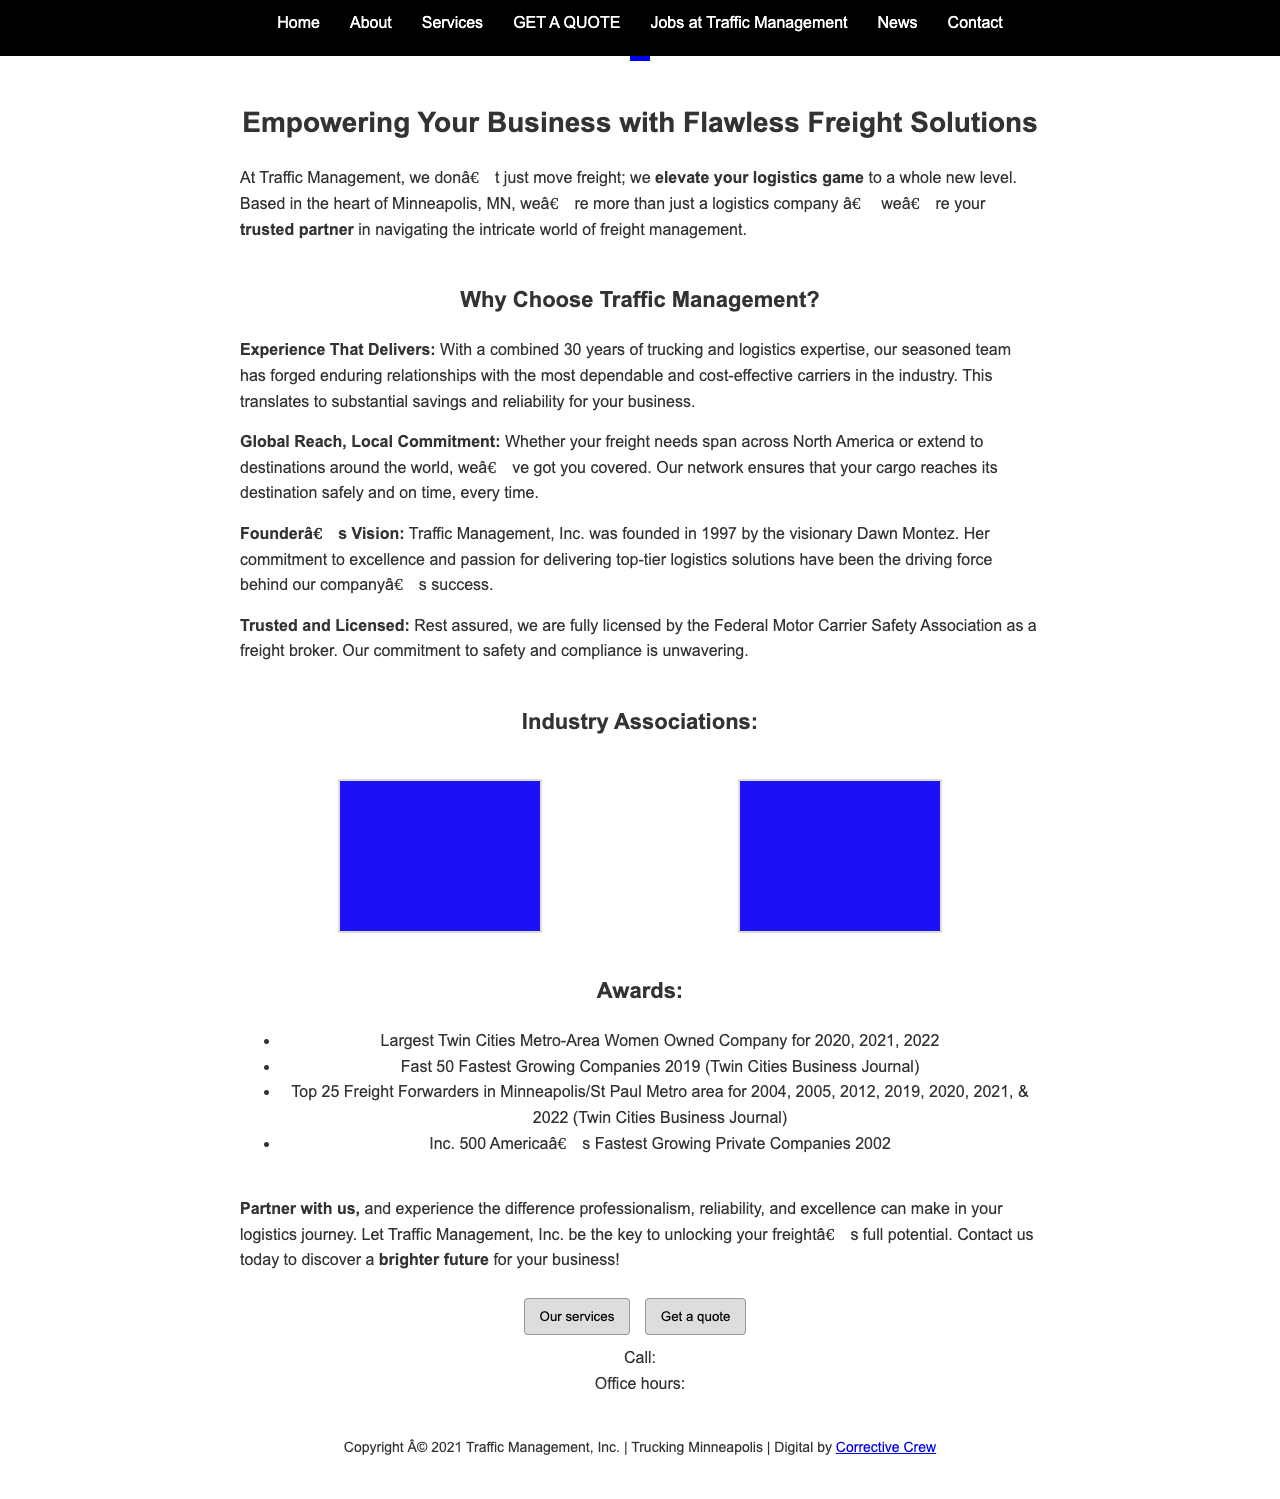 Home About Services GET A QUOTE Jobs at Traffic Management News Contact
Empowering Your Business with Flawless Freight Solutions
At Traffic Management, we donâ€ t just move freight; we elevate your logistics game to a whole new level.
Based in the heart of Minneapolis, MN, weâ€ re more than just a logistics company â€ weâ€ re your
trusted partner in navigating the intricate world of freight management.
Why Choose Traffic Management?
Experience That Delivers: With a combined 30 years of trucking and logistics expertise, our seasoned team
has forged enduring relationships with the most dependable and cost-effective carriers in the industry. This
translates to substantial savings and reliability for your business.
Global Reach, Local Commitment: Whether your freight needs span across North America or extend to
destinations around the world, weâ€ ve got you covered. Our network ensures that your cargo reaches its
destination safely and on time, every time.
Founderâ€ s Vision: Traffic Management, Inc. was founded in 1997 by the visionary Dawn Montez. Her
commitment to excellence and passion for delivering top-tier logistics solutions have been the driving force
behind our companyâ€ s success.
Trusted and Licensed: Rest assured, we are fully licensed by the Federal Motor Carrier Safety Association as a
freight broker. Our commitment to safety and compliance is unwavering.
Industry Associations:
Awards:
• Largest Twin Cities Metro-Area Women Owned Company for 2020, 2021, 2022
• Fast 50 Fastest Growing Companies 2019 (Twin Cities Business Journal)
• Top 25 Freight Forwarders in Minneapolis/St Paul Metro area for 2004, 2005, 2012, 2019, 2020, 2021, &
2022 (Twin Cities Business Journal)
• Inc. 500 Americaâ€ s Fastest Growing Private Companies 2002
Partner with us, and experience the difference professionalism, reliability, and excellence can make in your
logistics journey. Let Traffic Management, Inc. be the key to unlocking your freightâ€ s full potential. Contact us
today to discover a brighter future for your business!
Our services Get a quote
Call:
Office hours:
Copyright Â© 2021 Traffic Management, Inc. | Trucking Minneapolis | Digital by Corrective Crew